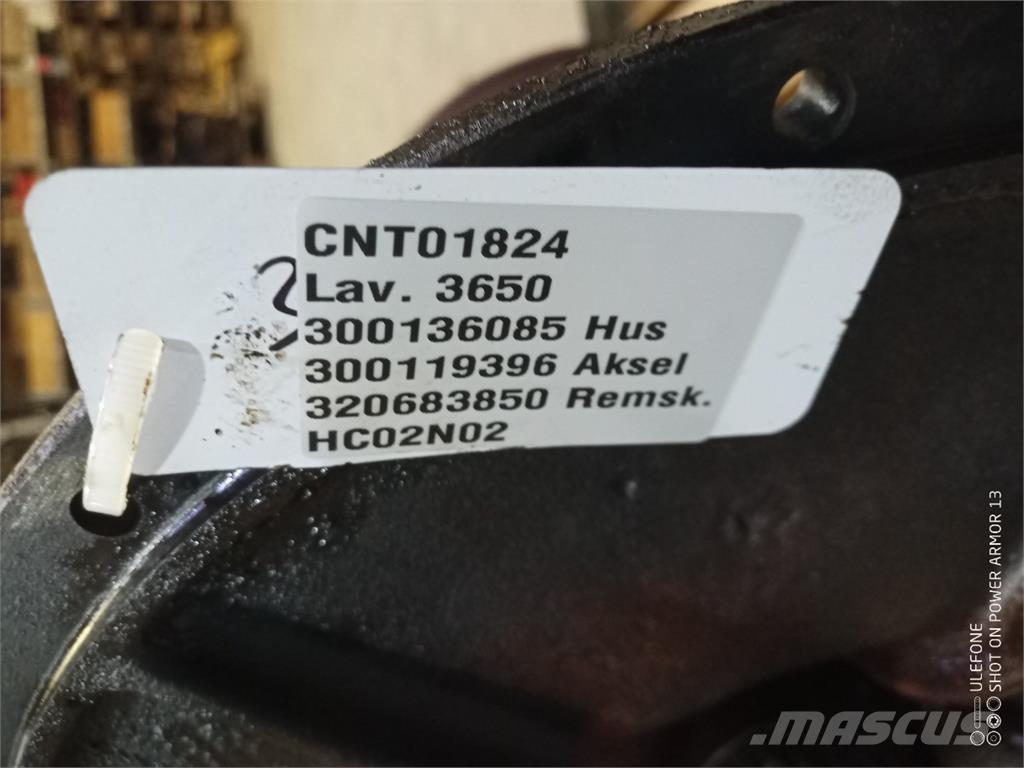 CNT01824
Lav. 3650
300136085 Hus
300119396 Aksel
320683850 Remsk.
HC02N02
ULEFONE
SHOT ON POWER ARMOR 13
MASCUS